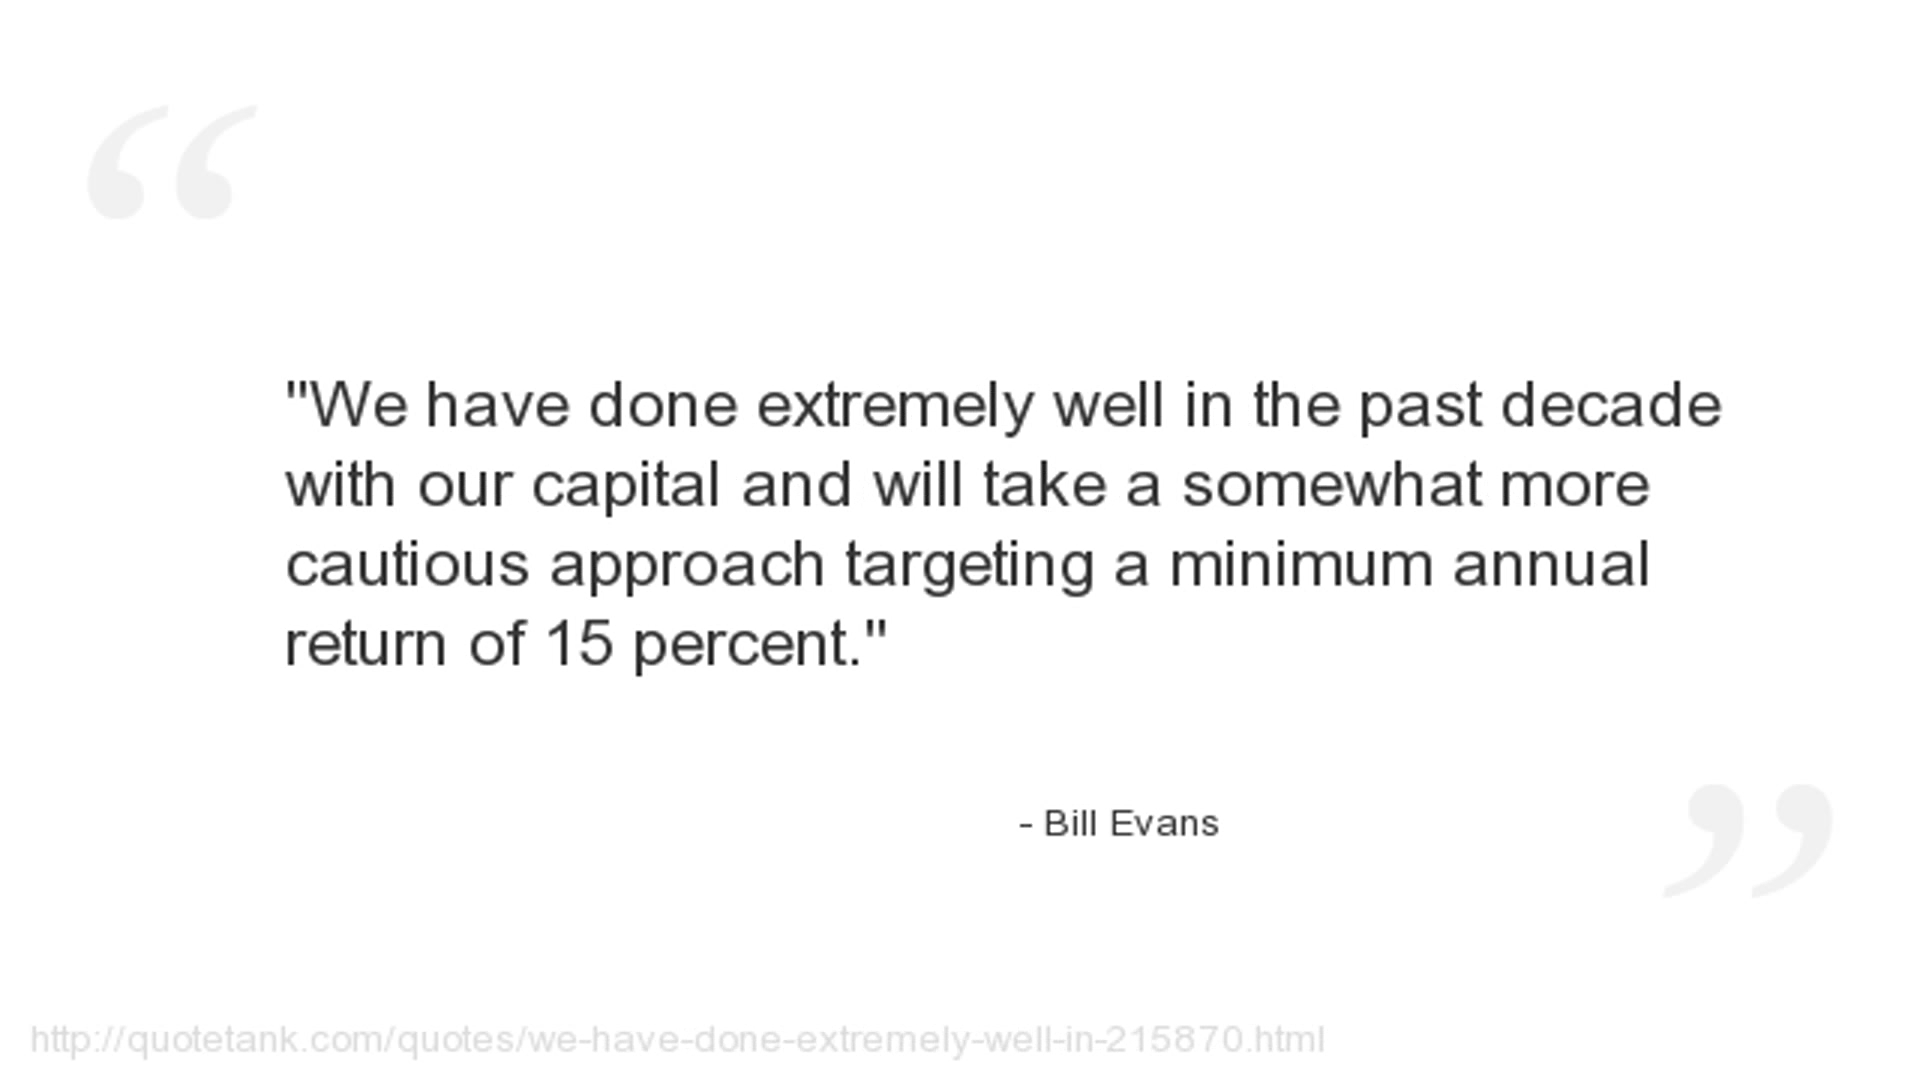 "We have done extremely well in the past decade
with our capital and will take a somewhat more
cautious approach targeting a minimum annual
return of 15 percent."
- Bill Evans
http://quotetank.com/quotes/we-have-done-extremely-well-in-215870.html